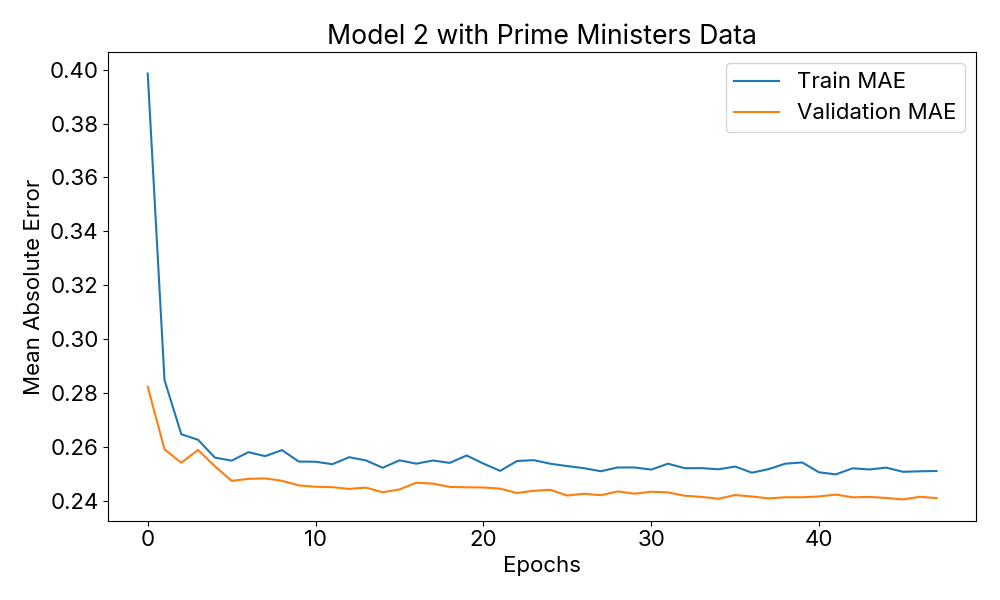 Model 2 with Prime Ministers Data
Train MAE
Validation MAE
Mean Absolute Error
0.40
0.38
0.36
0.34
0.32
0.30
0.28
0.26
0.24
0 10 20 30 40
Epochs